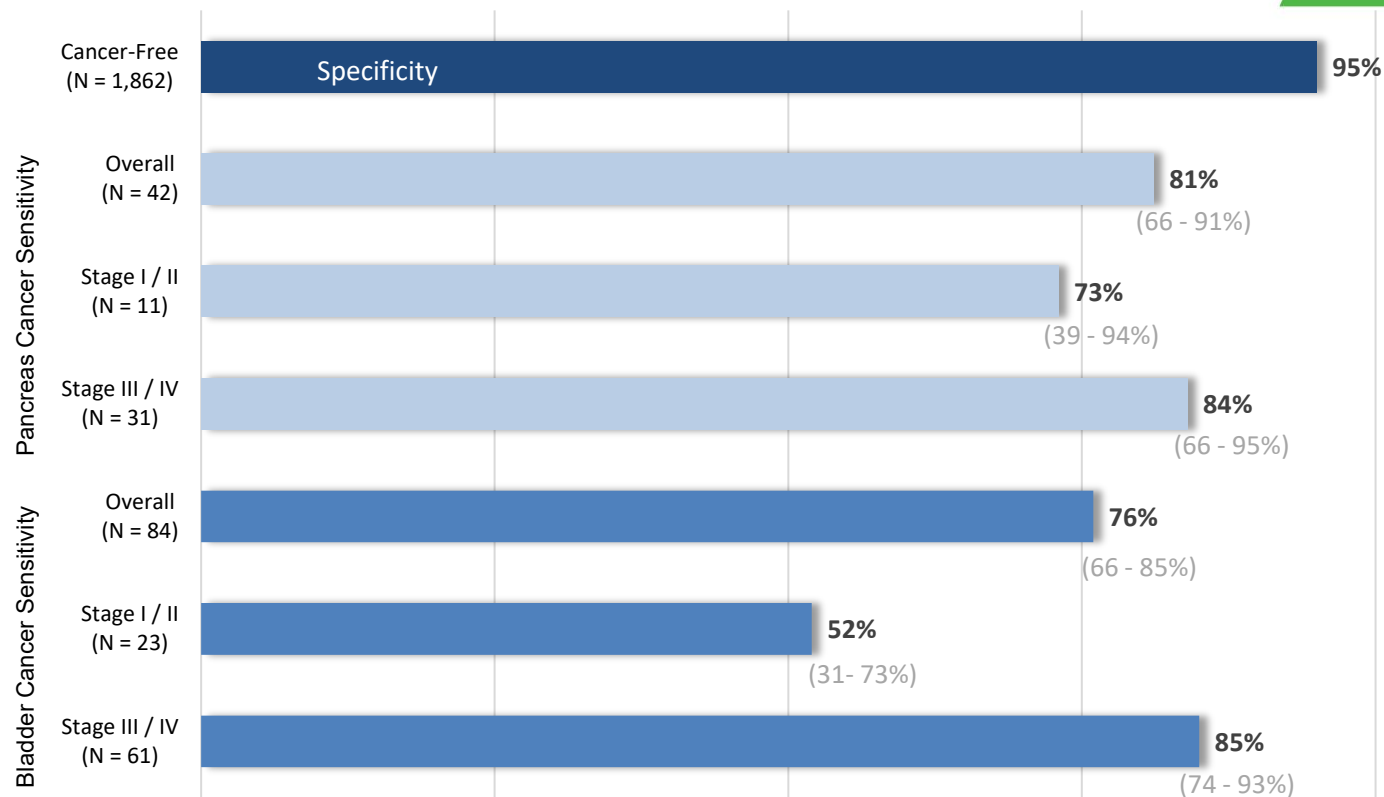 Cancer-Free
(N = 1,862)
Specificity
95%
Pancreas Cancer Sensitivity
Overall
(N = 42)
81%
(66 - 91%)
Stage I / II
(N = 11)
73%
(39 - 94%)
Stage III / IV
(N = 31)
84%
(66 - 95%)
Bladder Cancer Sensitivity
Overall
(N = 84)
76%
(66 - 85%)
Stage I / II
(N = 23)
52%
(31- 73%)
Stage III / IV
(N = 61)
85%
(74 - 93%)